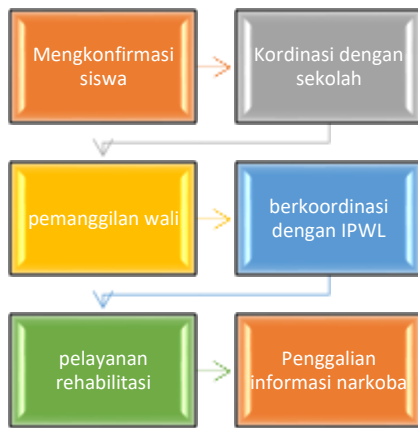 Mengkonfirmasi
siswa
Kordinasi dengan
sekolah
pemanggilan wali
berkoordinasi
dengan IPWL
pelayanan
rehabilitasi
Penggalian
informasi narkoba